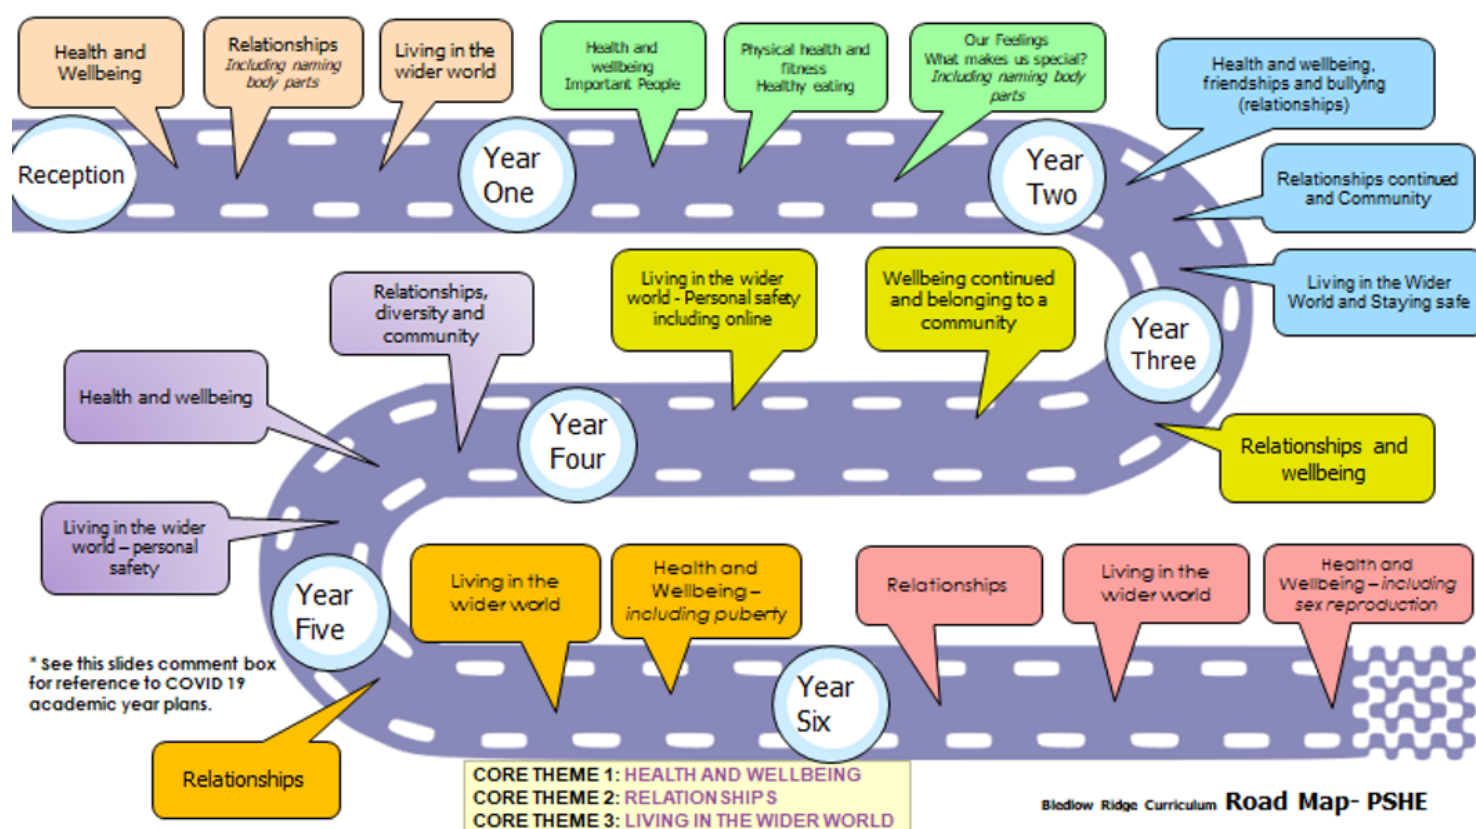 Health and
Wellbeing
Relationships
Including naming
body parts
Living in the
wider world
Health and
wellbeing
Important People
Physical health and
fitness
Healthy eating
Our Feelings
What makes us special?
Including naming body
parts
Health and wellbeing,
friendships and bullying
(relationships)
Reception
Year
One
Year
Two
Relationships continued
and Community
Living in the Wider
World and Staying safe
Year
Three
Relationships and
wellbeing
Wellbeing continued
and belonging to a
community
Living in the wider
world - Personal safety
including online
Year
Four
Relationships,
diversity and
community
Health and wellbeing
Living in the wider
world – personal
safety
Year
Five
Relationships
Living in the
wider world
Health and
Wellbeing –
including puberty
Year
Six
Relationships
Living in the
wider world
Health and
Wellbeing – including
sex reproduction
* See this slides comment box
for reference to COVID 19
academic year plans.
CORE THEME 1: HEALTH AND WELLBEING
CORE THEME 2: RELATIONSHIPS
CORE THEME 3: LIVING IN THE WIDER WORLD
Bledlow Ridge Curriculum Road Map- PSHE